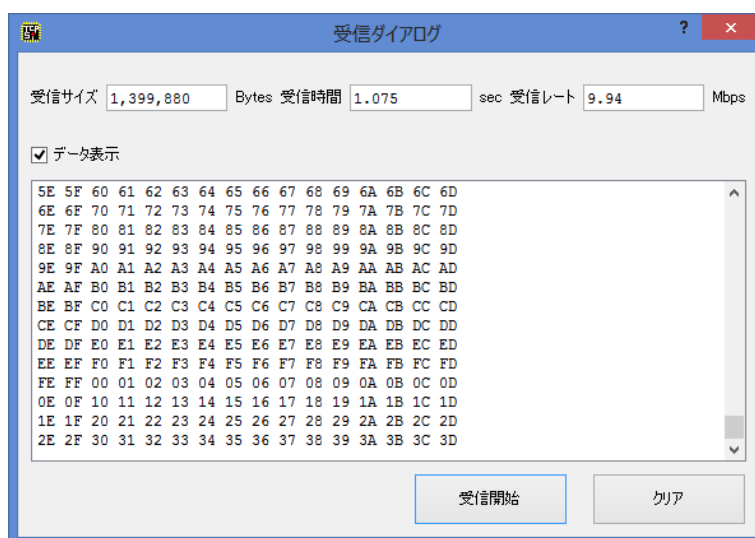 受信ダイアログ
?
×
受信サイズ 1,399,880 Bytes 受信時間 1.075 sec 受信レート 9.94 Mbps
データ表示
5E 5F 60 61 62 63 64 65 66 67 68 69 6A 6B 6C 6D
6E 6F 70 71 72 73 74 75 76 77 78 79 7A 7B 7C 7D
7E 7F 80 81 82 83 84 85 86 87 88 89 8A 8B 8C 8D
8E 8F 90 91 92 93 94 95 96 97 98 99 9A 9B 9C 9D
9E 9F A0 A1 A2 A3 A4 A5 A6 A7 A8 A9 AA AB AC AD
AE AF B0 B1 B2 B3 B4 B5 B6 B7 B8 B9 BA BB BC BD
BE BF C0 C1 C2 C3 C4 C5 C6 C7 C8 C9 CA CB CC CD
CE CF D0 D1 D2 D3 D4 D5 D6 D7 D8 D9 DA DB DC DD
DE DF E0 E1 E2 E3 E4 E5 E6 E7 E8 E9 EA EB EC ED
EE EF F0 F1 F2 F3 F4 F5 F6 F7 F8 F9 FA FB FC FD
FE FF 00 01 02 03 04 05 06 07 08 09 0A 0B 0C 0D
0E 0F 10 11 12 13 14 15 16 17 18 19 1A 1B 1C 1D
1E 1F 20 21 22 23 24 25 26 27 28 29 2A 2B 2C 2D
2E 2F 30 31 32 33 34 35 36 37 38 39 3A 3B 3C 3D
受信開始
クリア